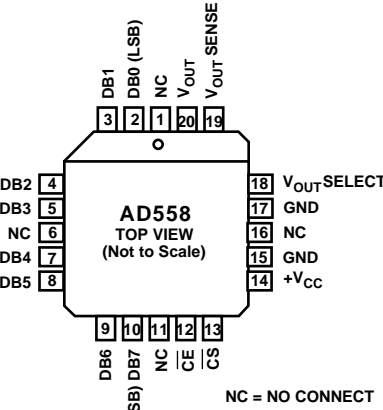 DB1
DB0 (LSB)
NC
VOUT
VOUT SENSE
3 2 1 20 19
DB2 4
DB3 5
NC 6
DB4 7
DB5 8
AD558
TOP VIEW
(Not to Scale)
18 VOUTSELECT
17 GND
16 NC
15 GND
14 +VCC
9 10 11 12 13
DB6
SB) DB7
NC
CE
CS
NC = NO CONNECT